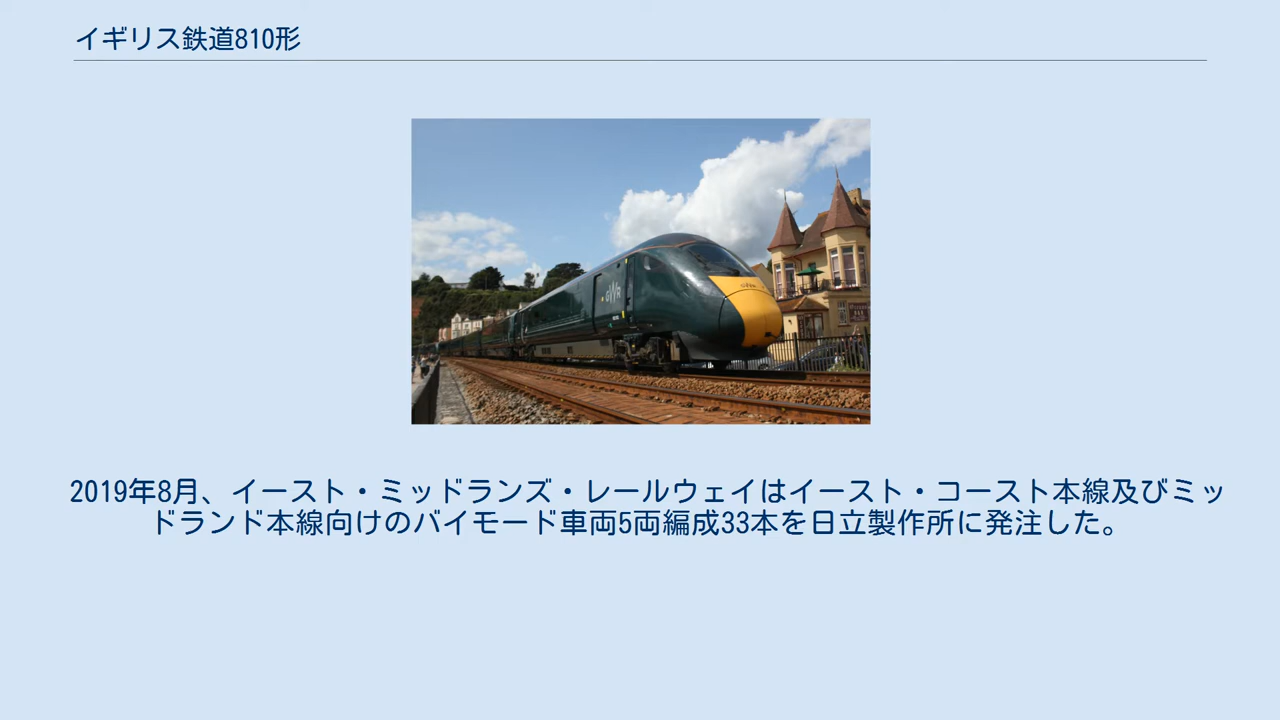 イギリス鉄道810形
GWR
2019年8月、イースト・ミッドランズ・レールウェイはイースト・コースト本線及びミッ
ドランド本線向けのバイモード車両5両編成33本を日立製作所に発注した。